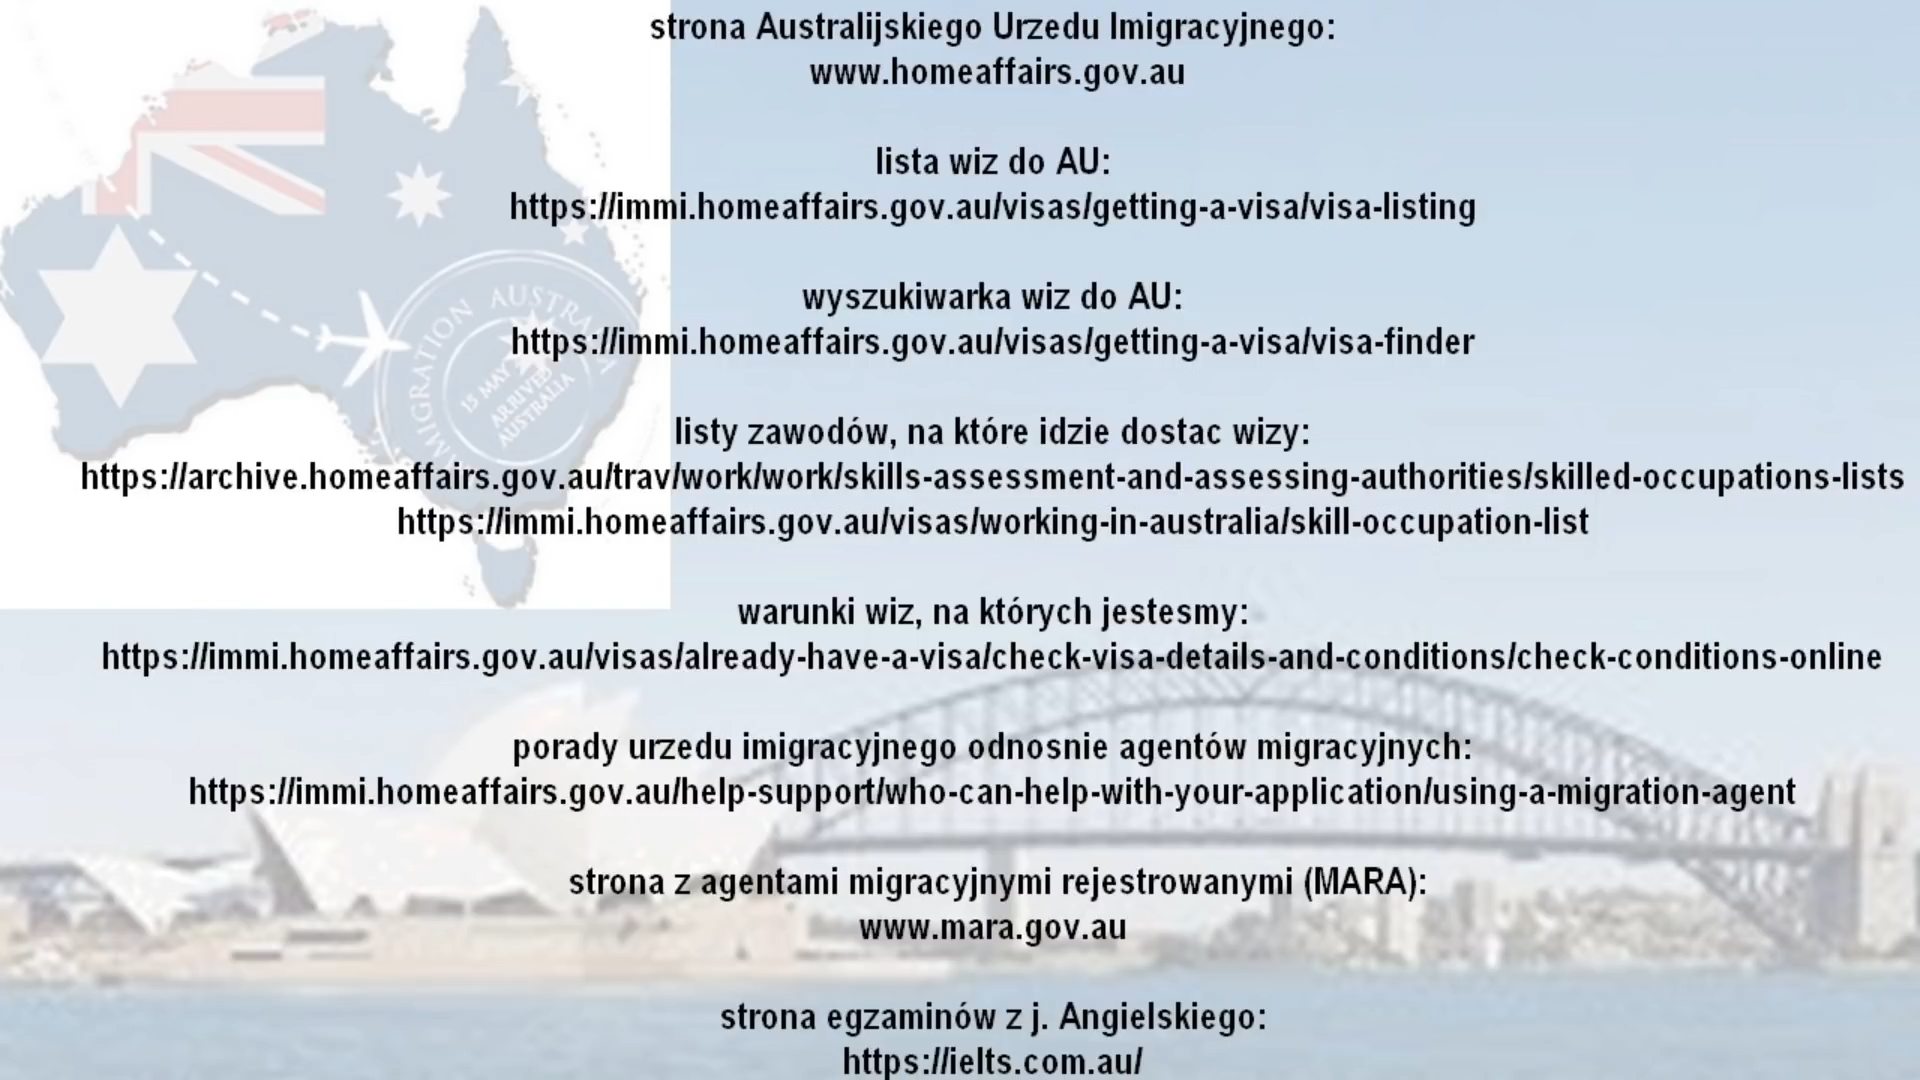 strona Australijskiego Urzedu Imigracyjnego:
www.homeaffairs.gov.au
lista wiz do AU:
https://immi.homeaffairs.gov.au/visas/getting-a-visa/visa-listing
wyszukiwarka wiz do AU:
https://immi.homeaffairs.gov.au/visas/getting-a-visa/visa-finder
listy zawodów, na które idzie dostac wizy:
https://archive.homeaffairs.gov.au/trav/work/work/skills-assessment-and-assessing-authorities/skilled-occupations-lists
https://immi.homeaffairs.gov.au/visas/working-in-australia/skill-occupation-list
warunki wiz, na których jestesmy:
https://immi.homeaffairs.gov.au/visas/already-have-a-visa/check-visa-details-and-conditions/check-conditions-online
porady urzedu imigracyjnego odnosnie agentów migracyjnych:
https://immi.homeaffairs.gov.au/help-support/who-can-help-with-your-application/using-a-migration-agent
strona z agentami migracyjnymi rejestrowanymi (MARA):
www.mara.gov.au
strona egzaminów z j. Angielskiego:
https://ielts.com.au/
IMMIGRATION AUSTRALIA
15 MAY
ARRIVED
AUSTRALIA